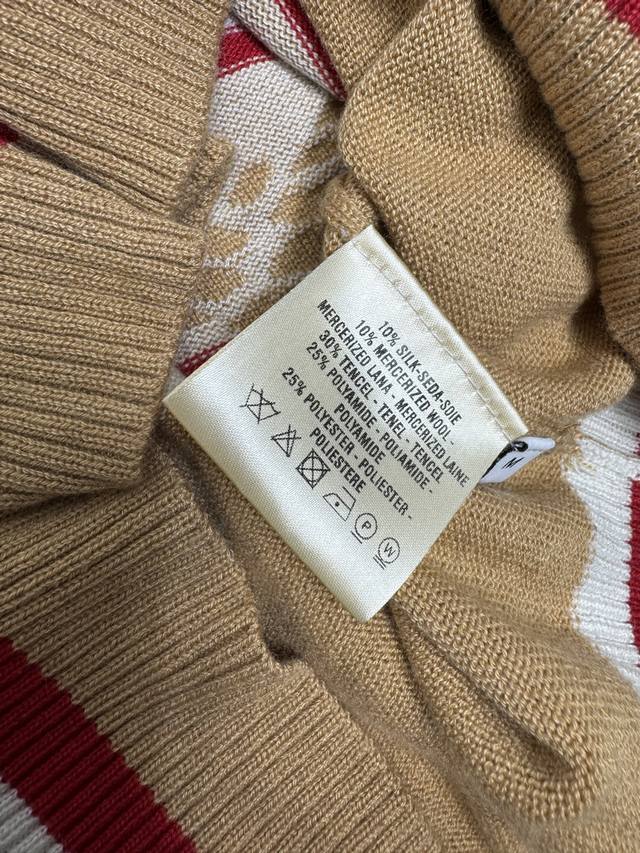 10% SILK-SEDA-SOIE
10% MERCERIZED WOOL -
MERCERIZED LANA - MERCERIZED LAINE
30% TENCEL - TENEL - TENCEL
25% POLYAMIDE - POLIAMIDE -
POLYAMIDE
25% POLYESTER - POLIESTER -
POLIESTERE
P
W
M